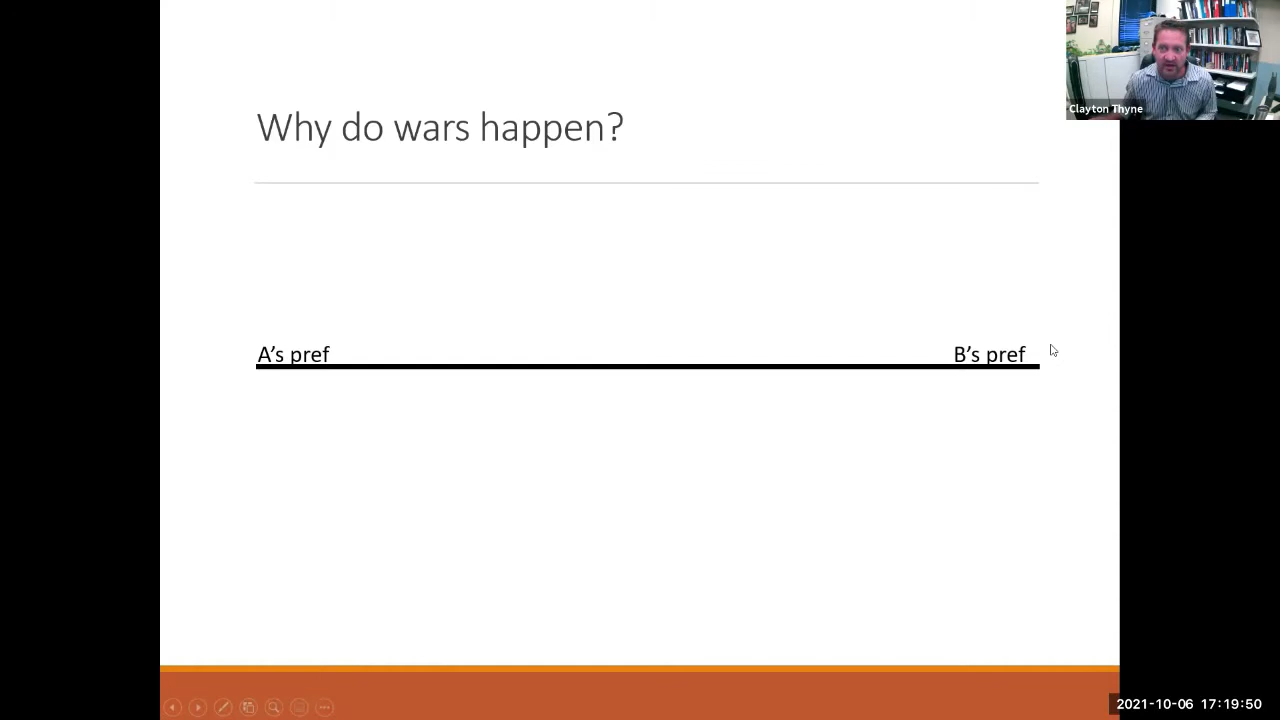 Clayton Thyne
Why do wars happen?
A’s pref
B’s pref
2021-10-06 17:19:50